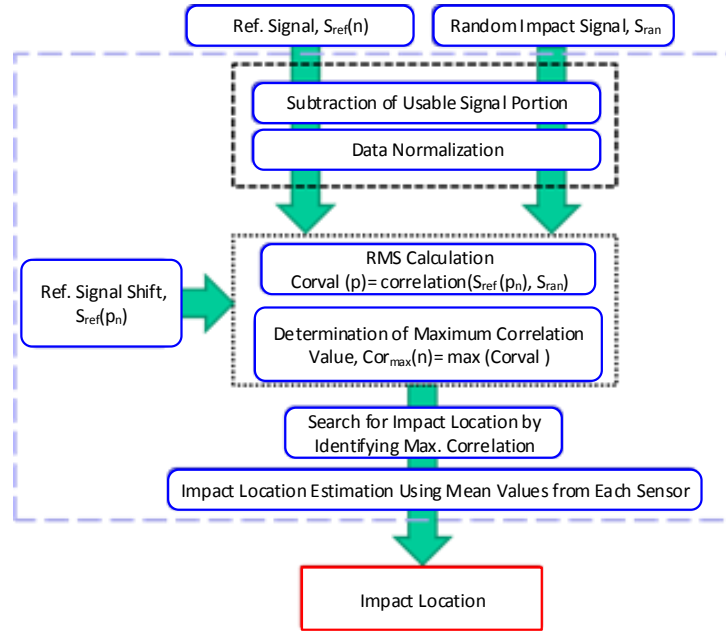 Ref. Signal, Sref(n)
Random Impact Signal, Sran
Subtraction of Usable Signal Portion
Data Normalization
RMS Calculation
Corval (p)= correlation(Sref(pn), Sran)
Ref. Signal Shift,
Sref(pn)
Determination of Maximum Correlation
Value, Cormax(n)= max (Corval )
Search for Impact Location by
Identifying Max. Correlation
Impact Location Estimation Using Mean Values from Each Sensor
Impact Location